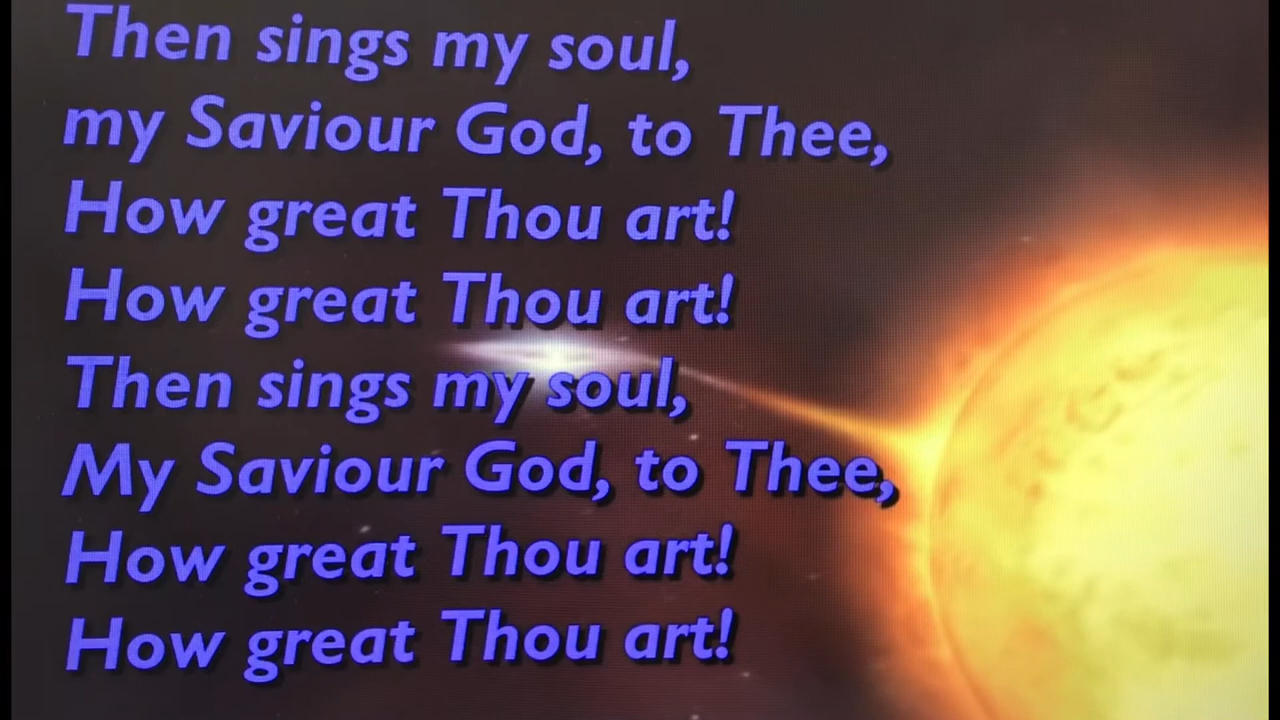 Then sings my soul,
my Saviour God, to Thee,
How great Thou art!
How great Thou art!
Then sings my soul,
My Saviour God, to Thee,
How great Thou art!
How great Thou art!